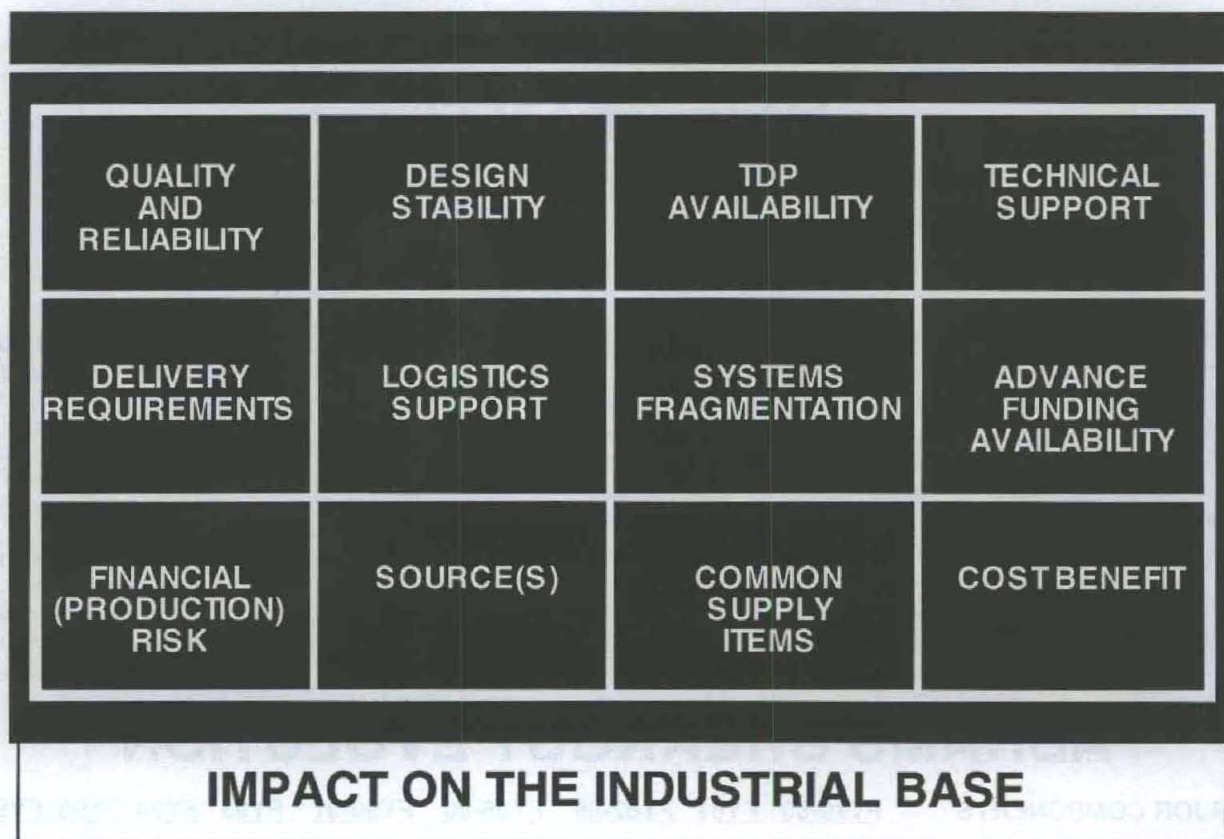 QUALITY
AND
RELIABILITY
DESIGN
STABILITY
TDP
AVAILABILITY
TECHNICAL
SUPPORT
DELIVERY
REQUIREMENTS
LOGISTICS
SUPPORT
SYSTEMS
FRAGMENTATION
ADVANCE
FUNDING
AVAILABILITY
FINANCIAL
(PRODUCTION)
RISK
SOURCE(S)
COMMON
SUPPLY
ITEMS
COST BENEFIT
IMPACT ON THE INDUSTRIAL BASE